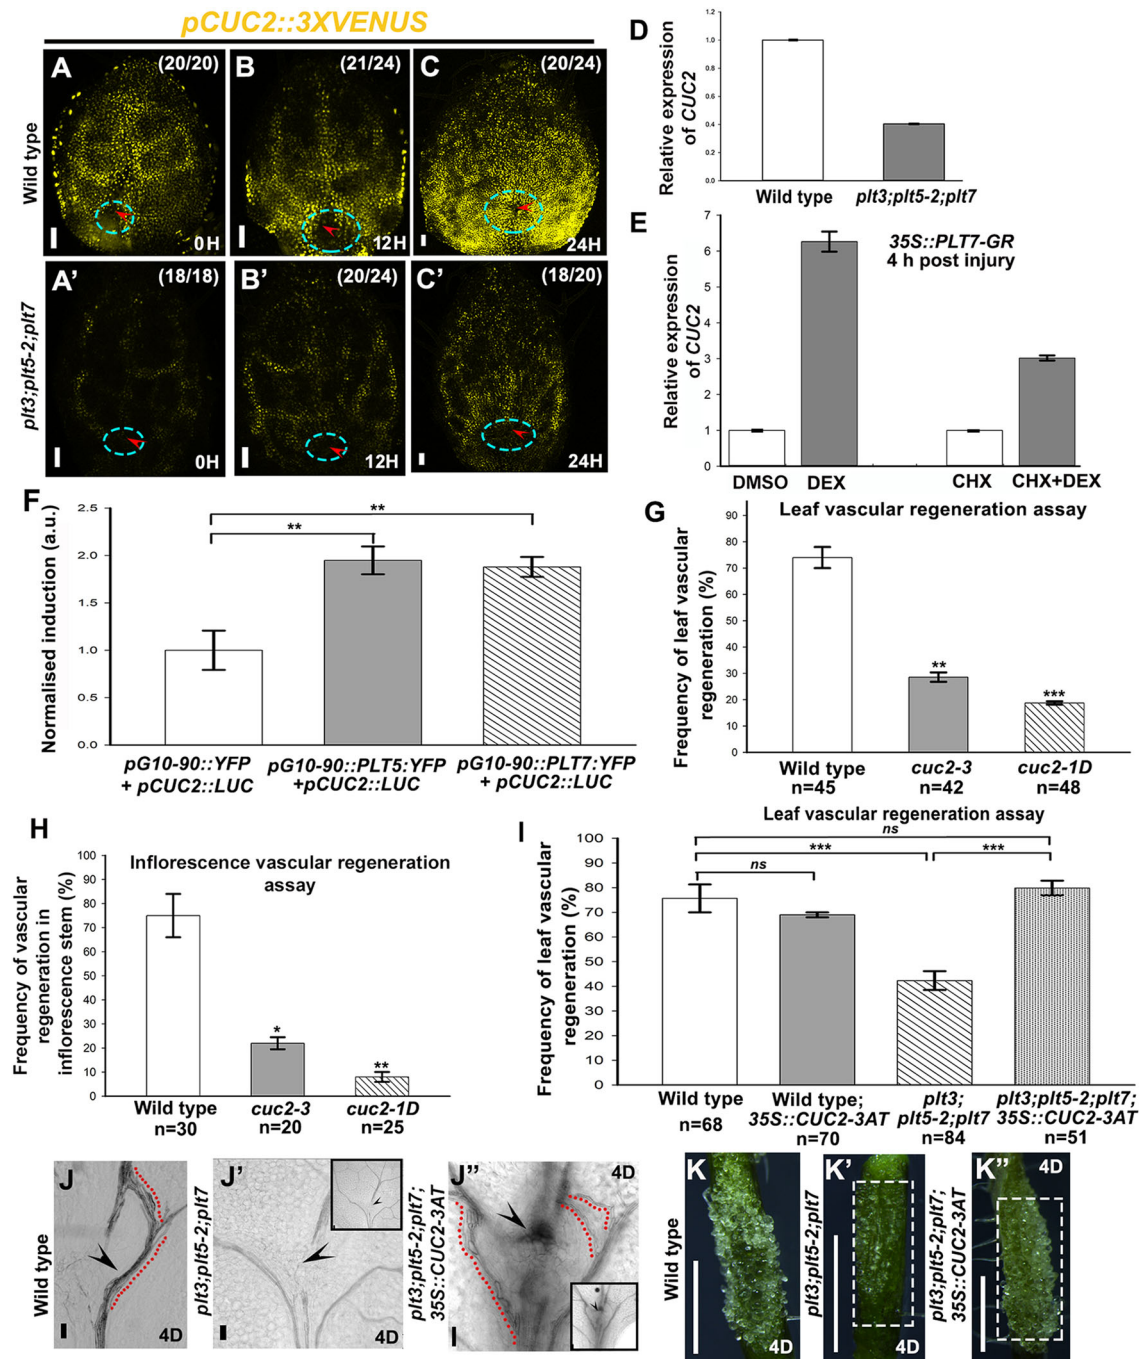 pCUC2::3XVENUS
A
(20/20)
0H
B
(21/24)
12H
C
(20/24)
24H
Wild type
A'
(18/18)
0H
B'
(20/24)
12H
C'
(18/20)
24H
plt3;plt5-2;plt7
D
Relative expression
of CUC2
1.2
1.0
0.8
0.6
0.4
0.2
0.0
Wild type
plt3;plt5-2;plt7
E
Relative expression
of CUC2
7
6
5
4
3
2
1
0
35S::PLT7-GR
4 h post injury
DMSO
DEX
CHX
CHX+DEX
F
Normalised induction (a.u.)
2.5
2.0
1.5
1.0
0.5
0.0
**
**
pG10-90::YFP
+ pCUC2::LUC
pG10-90::PLT5:YFP
+pCUC2::LUC
pG10-90::PLT7:YFP
+ pCUC2::LUC
G
Leaf vascular regeneration assay
Frequency of leaf vascular
regeneration (%)
90
80
70
60
50
40
30
20
10
0
**
***
Wild type
n=45
cuc2-3
n=42
cuc2-1D
n=48
H
Inflorescence vascular regeneration
assay
Frequency of vascular
regeneration in
inflorescence stem (%)
100
90
80
70
60
50
40
30
20
10
0
*
**
Wild type
n=30
cuc2-3
n=20
cuc2-1D
n=25
I
Leaf vascular regeneration assay
Frequency of leaf vascular
regeneration (%)
100
90
80
70
60
50
40
30
20
10
0
ns
***
***
ns
Wild type
n=68
Wild type;
35S::CUC2-3AT
n=70
plt3;
plt5-2;plt7
n=84
plt3;plt5-2;plt7;
35S::CUC2-3AT
n=51
J
Wild type
4D
J'
plt3;plt5-2;plt7
4D
J"
plt3;plt5-2;plt7;
35S::CUC2-3AT
4D
K
Wild type
4D
K'
plt3;plt5-2;plt7
4D
K"
plt3;plt5-2;plt7;
35S::CUC2-3AT
4D